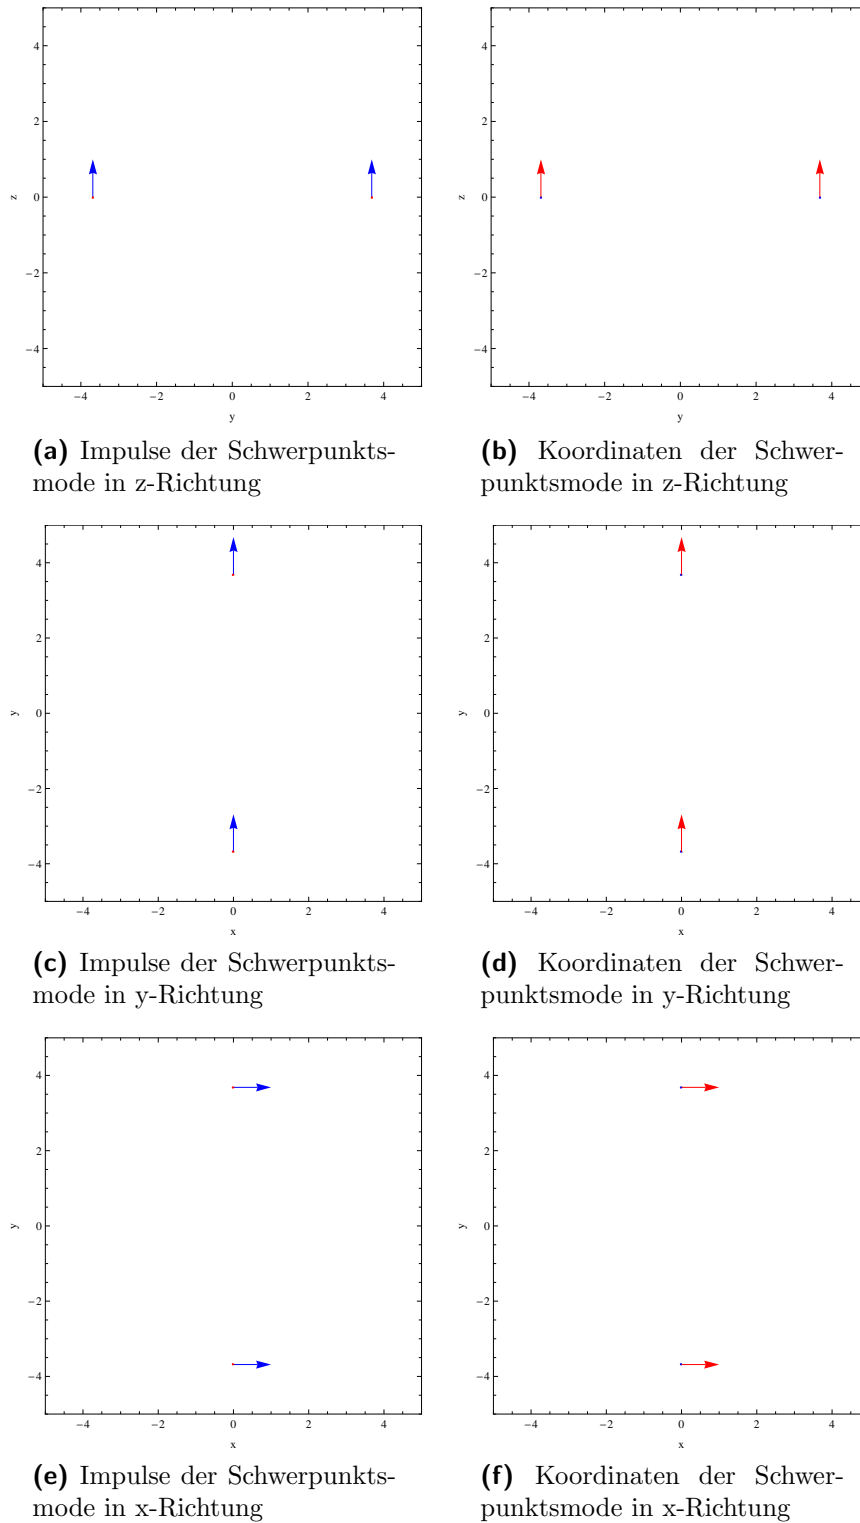 4
2
0
−2
−4
z
−4
−2
0
2
4
y
4
2
0
−2
−4
z
−4
−2
0
2
4
y
(a) Impulse der Schwerpunkts-
mode in z-Richtung
(b) Koordinaten der Schwer-
punktsmode in z-Richtung
4
2
0
−2
−4
y
−4
−2
0
2
4
x
4
2
0
−2
−4
y
−4
−2
0
2
4
x
(c) Impulse der Schwerpunkts-
mode in y-Richtung
(d) Koordinaten der Schwer-
punktsmode in y-Richtung
4
2
0
−2
−4
y
−4
−2
0
2
4
x
4
2
0
−2
−4
y
−4
−2
0
2
4
x
(e) Impulse der Schwerpunkts-
mode in x-Richtung
(f) Koordinaten der Schwer-
punktsmode in x-Richtung